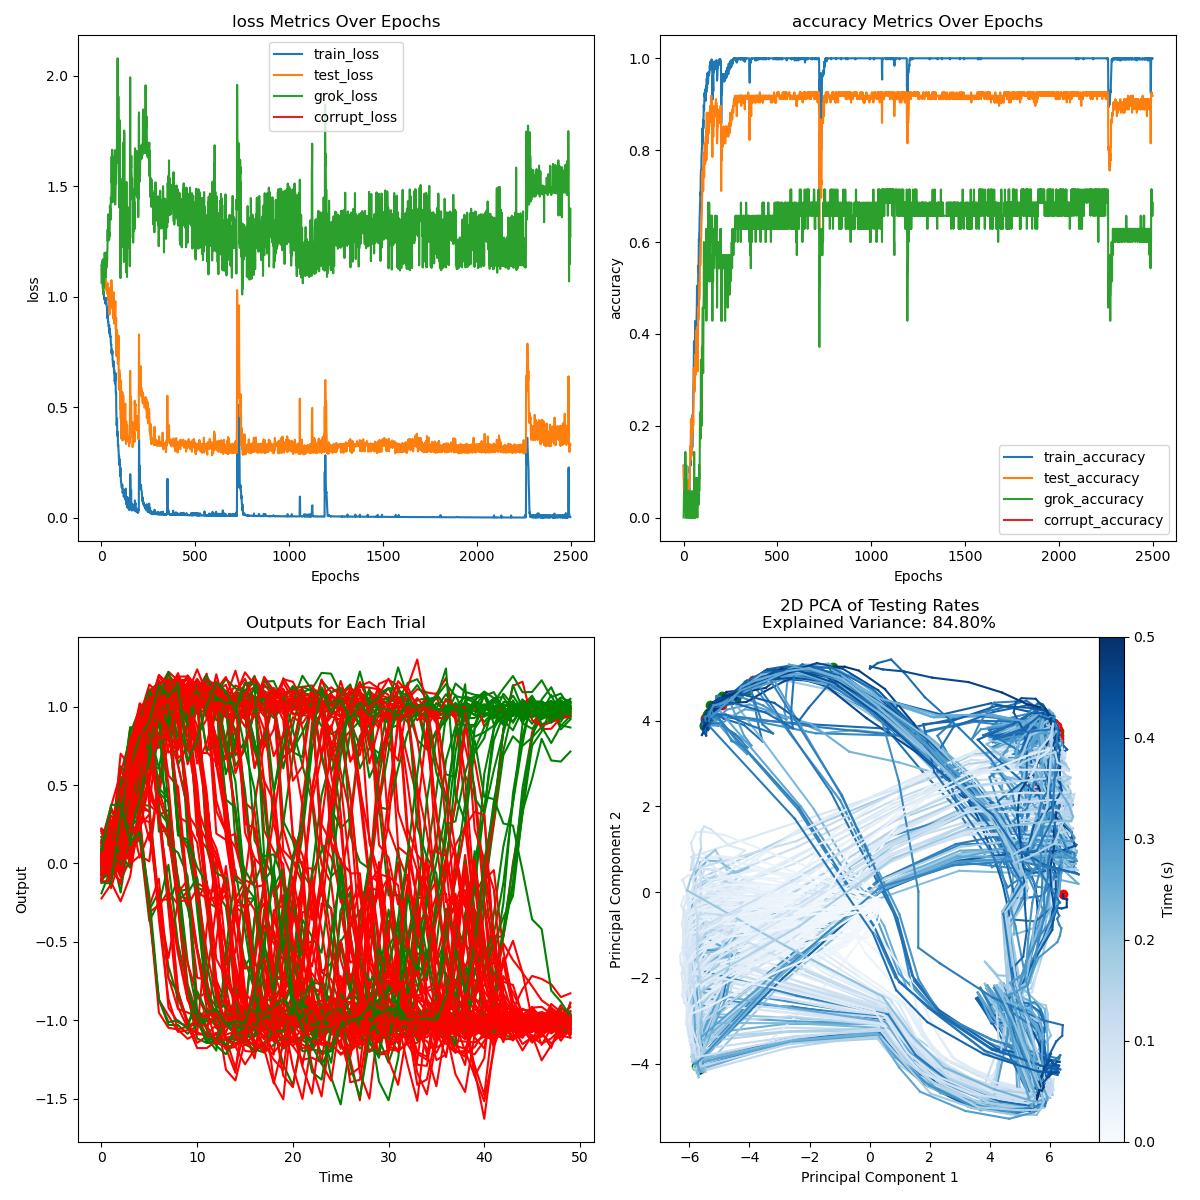 loss Metrics Over Epochs
train_loss
test_loss
grok_loss
corrupt_loss
2.0
1.5
1.0
0.5
0.0
loss
0
500
1000
1500
2000
2500
Epochs
accuracy Metrics Over Epochs
1.0
0.8
0.6
0.4
0.2
0.0
accuracy
train_accuracy
test_accuracy
grok_accuracy
corrupt_accuracy
0
500
1000
1500
2000
2500
Epochs
Outputs for Each Trial
1.0
0.5
0.0
−0.5
−1.0
−1.5
Output
0
10
20
30
40
50
Time
2D PCA of Testing Rates
Explained Variance: 84.80%
4
2
0
−2
−4
Principal Component 2
−6
−4
−2
0
2
4
6
Principal Component 1
0.5
0.4
0.3
0.2
0.1
0.0
Time (s)